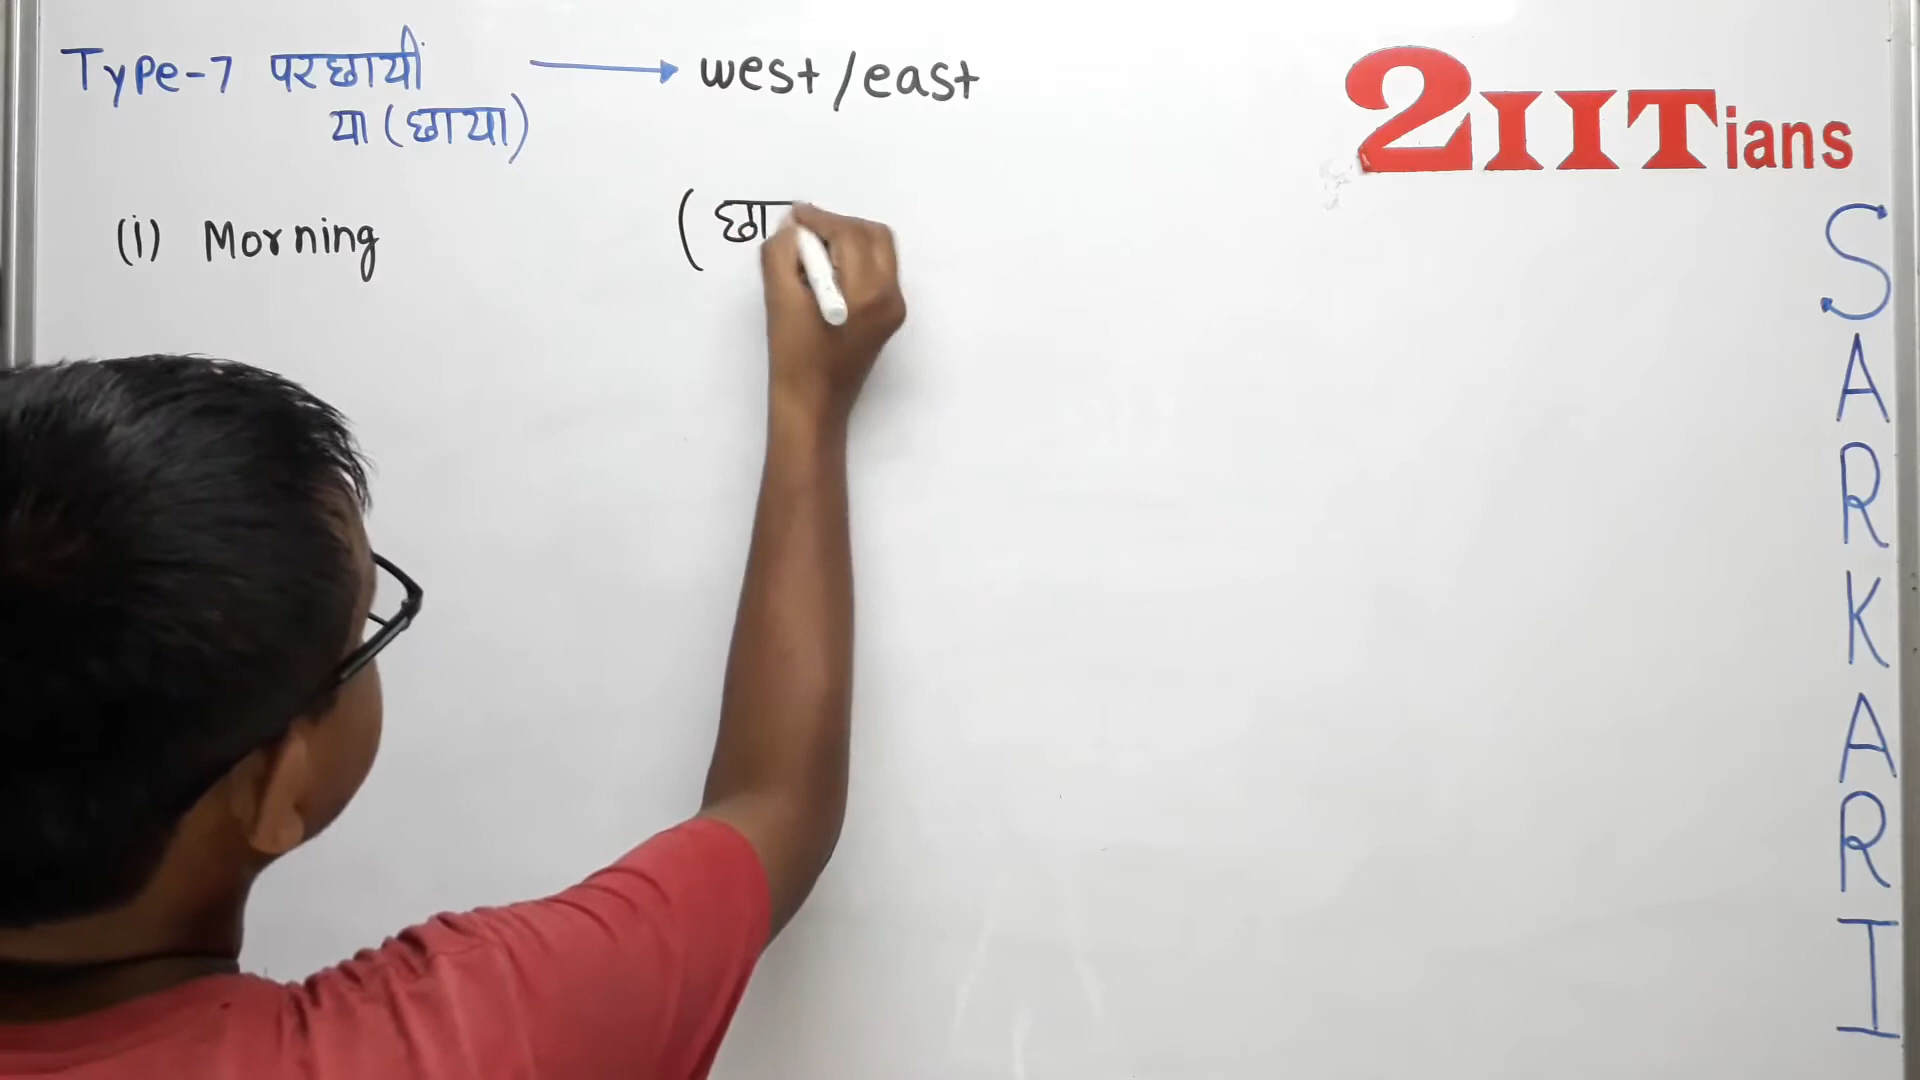 Type-7 परछायीं → west/east
या (छाया)
(i) Morning
( छा
2IITians
SARKARI